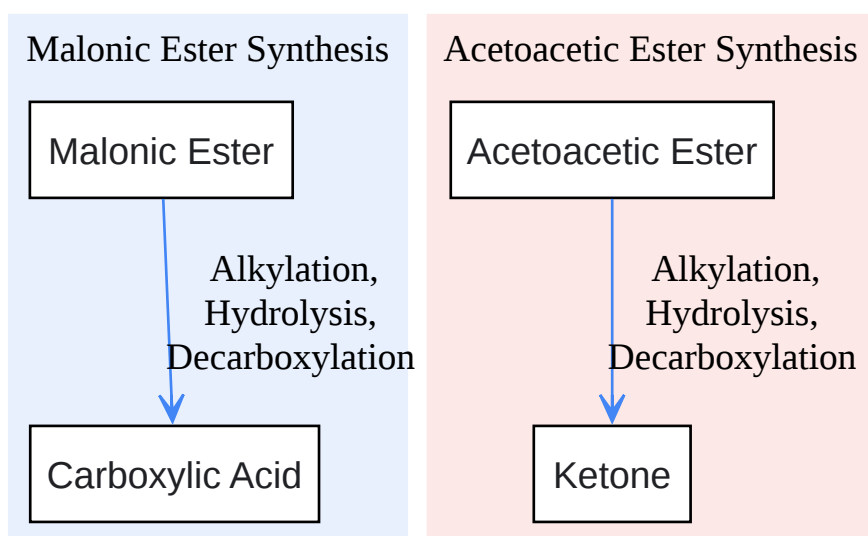 Malonic Ester Synthesis
Malonic Ester
Alkylation,
Hydrolysis,
Decarboxylation
Carboxylic Acid
Acetoacetic Ester Synthesis
Acetoacetic Ester
Alkylation,
Hydrolysis,
Decarboxylation
Ketone